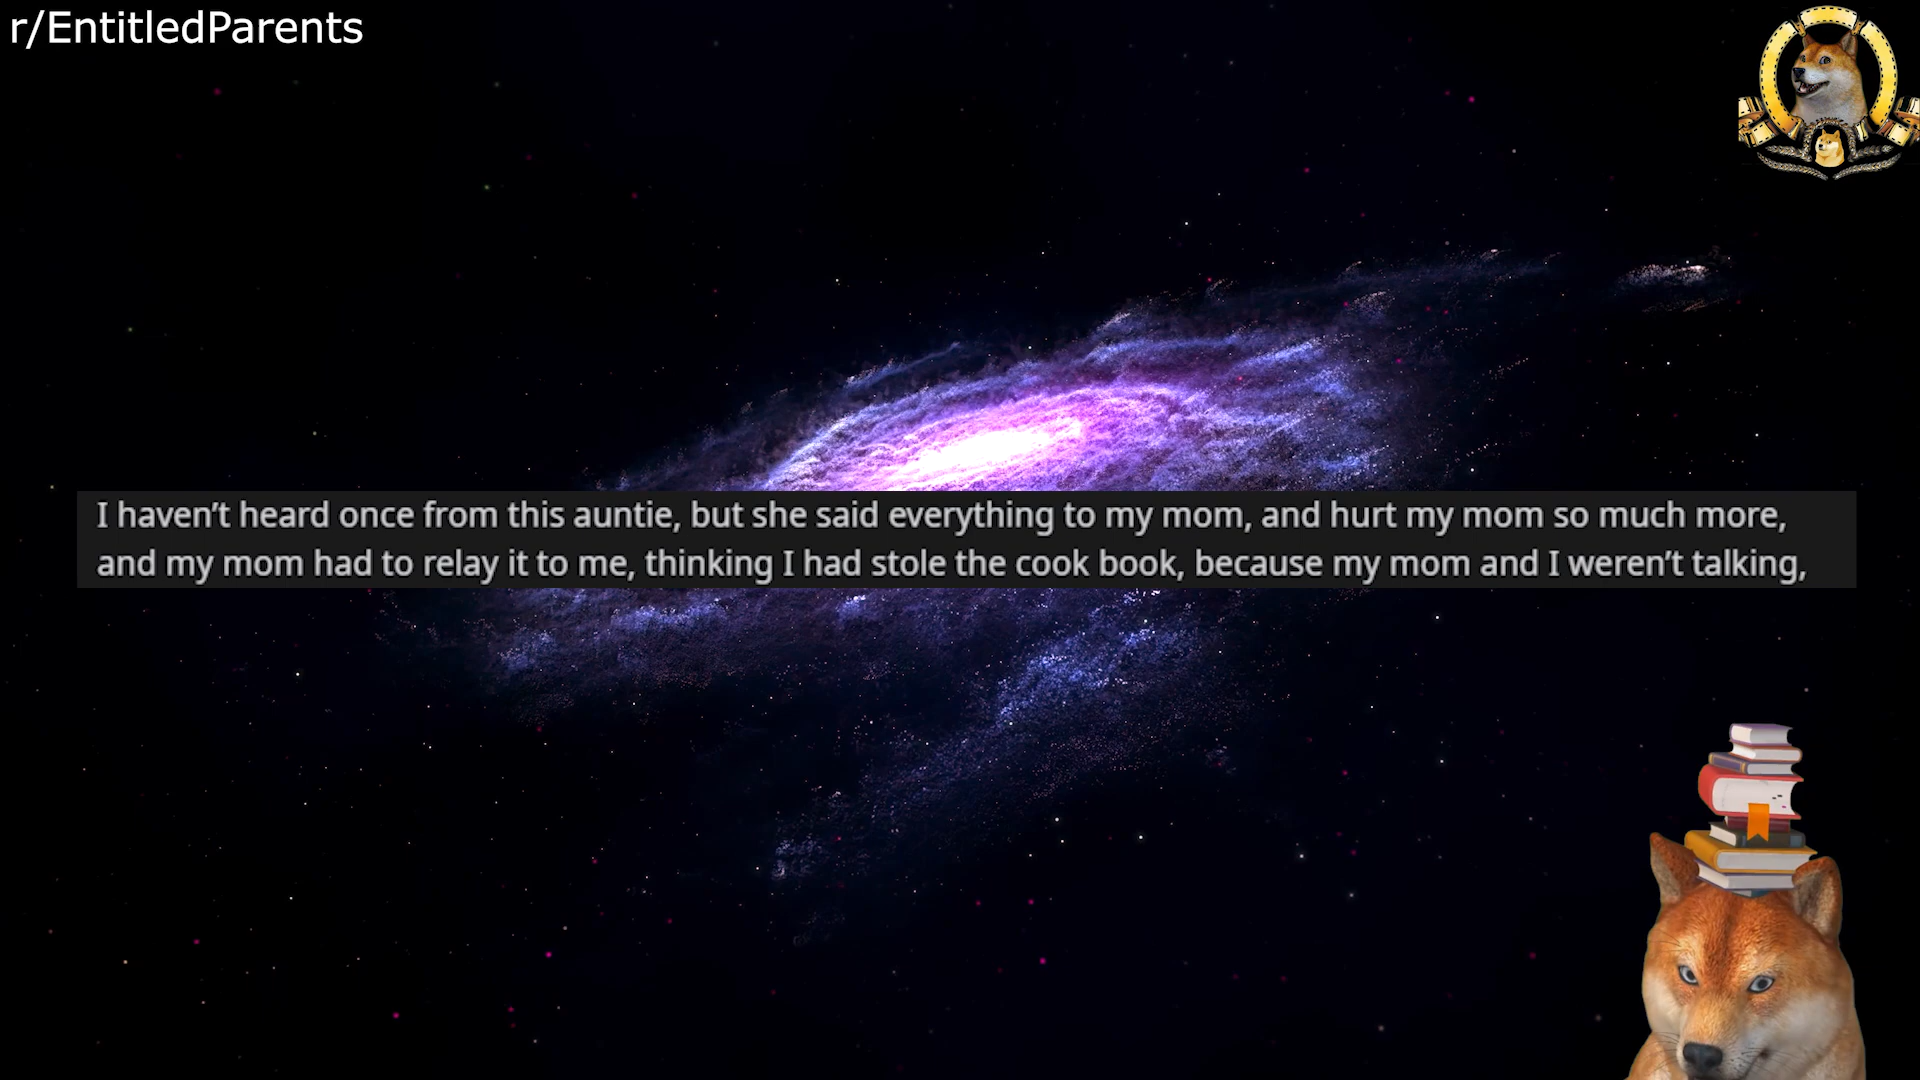 r/EntitledParents
I haven’t heard once from this auntie, but she said everything to my mom, and hurt my mom so much more,
and my mom had to relay it to me, thinking I had stole the cook book, because my mom and I weren’t talking,